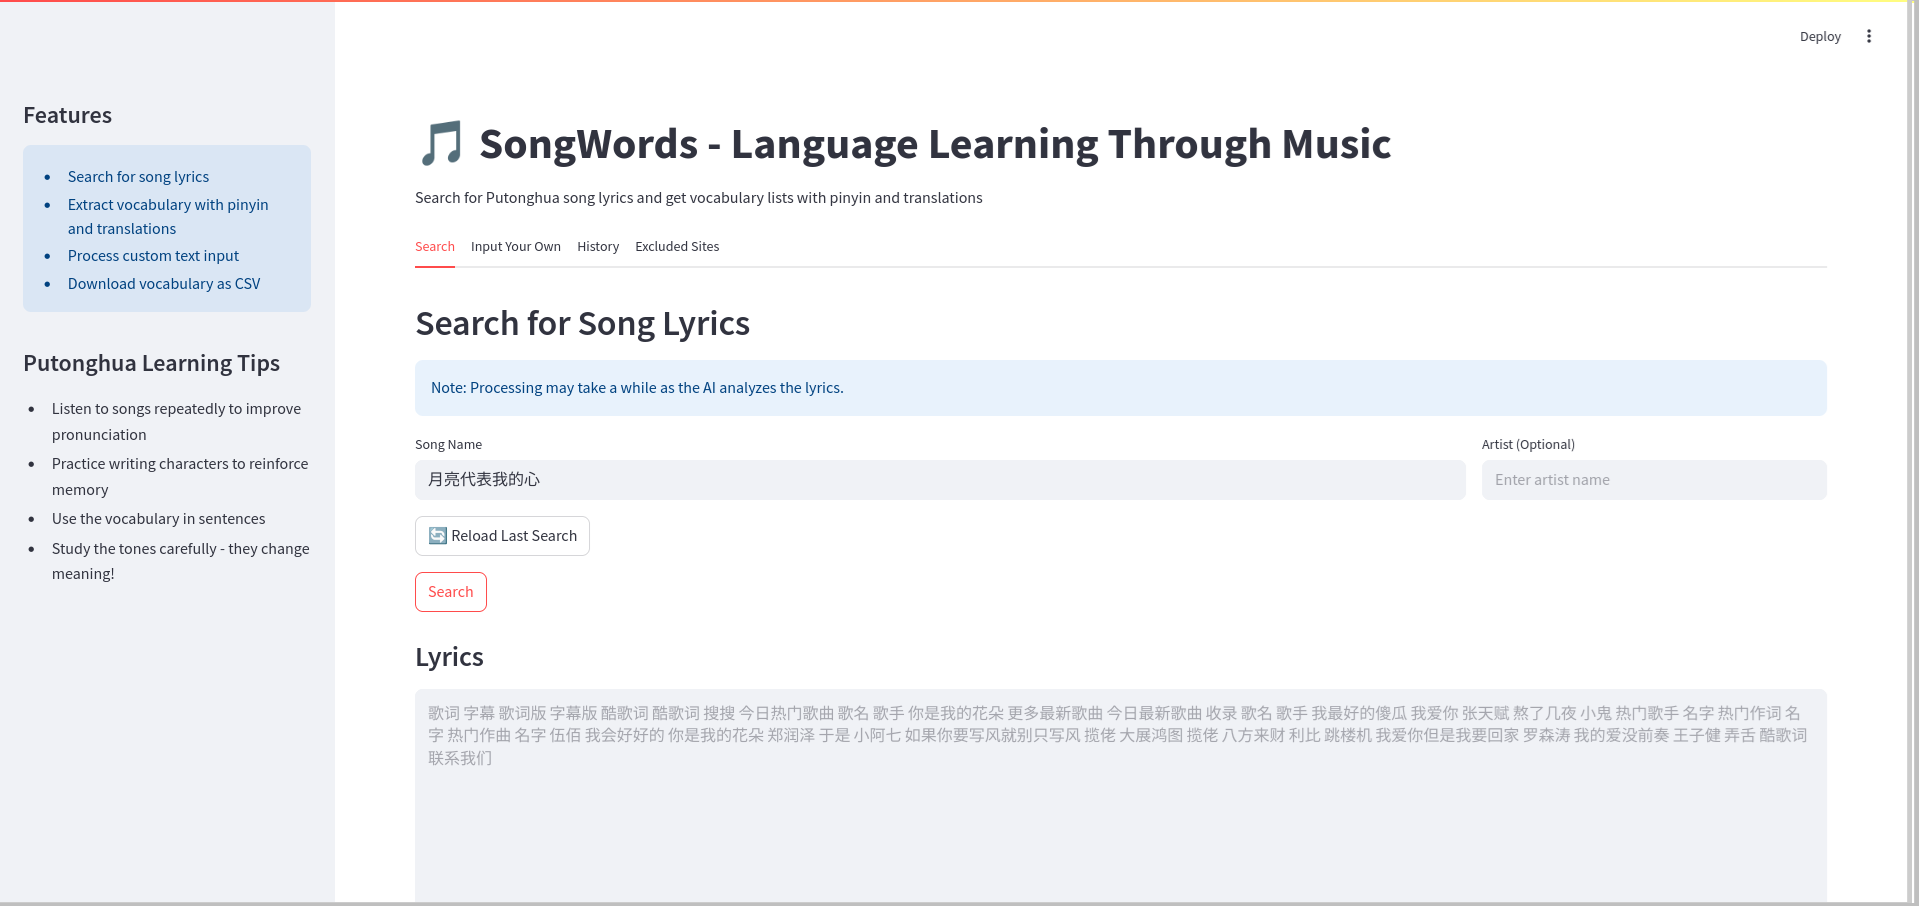 Deploy
Features
Search for song lyrics
Extract vocabulary with pinyin
and translations
Process custom text input
Download vocabulary as CSV
Putonghua Learning Tips
Listen to songs repeatedly to improve
pronunciation
Practice writing characters to reinforce
memory
Use the vocabulary in sentences
Study the tones carefully - they change
meaning!
🎵 SongWords - Language Learning Through Music
Search for Putonghua song lyrics and get vocabulary lists with pinyin and translations
Search Input Your Own History Excluded Sites
Search for Song Lyrics
Note: Processing may take a while as the AI analyzes the lyrics.
Song Name
月亮代表我的心
Artist (Optional)
Enter artist name
🔄 Reload Last Search
Search
Lyrics
歌词 字幕 歌词版 字幕版 酷歌词 酷歌词 搜搜 今日热门歌曲 歌名 歌手 你是我的花朵 更多最新歌曲 今日最新歌曲 收录 歌名 歌手 我最好的傻瓜 我爱你 张天赋 熬了几夜 小鬼 热门歌手 名字 热门作词 名
字 热门作曲 名字 伍佰 我会好好的 你是我的花朵 郑润泽 于是 小阿七 如果你要写风就别只写风 揽佬 大展鸿图 揽佬 八方来财 利比 跳楼机 我爱你但是我要回家 罗森涛 我的爱没前奏 王子健 弄舌 酷歌词
联系我们